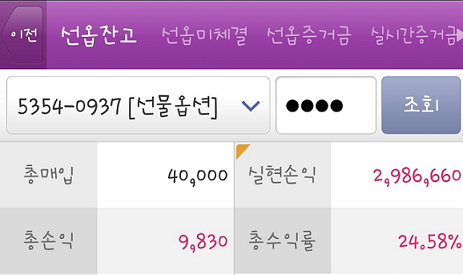 이전 선옵잔고 선옵미체결 선옵증거금 실시간증거금
5354-0937 [선물옵션] ●●●● 조회
총매입 40,000 실현손익 2,986,660
총손익 9,830 총수익률 24.58%